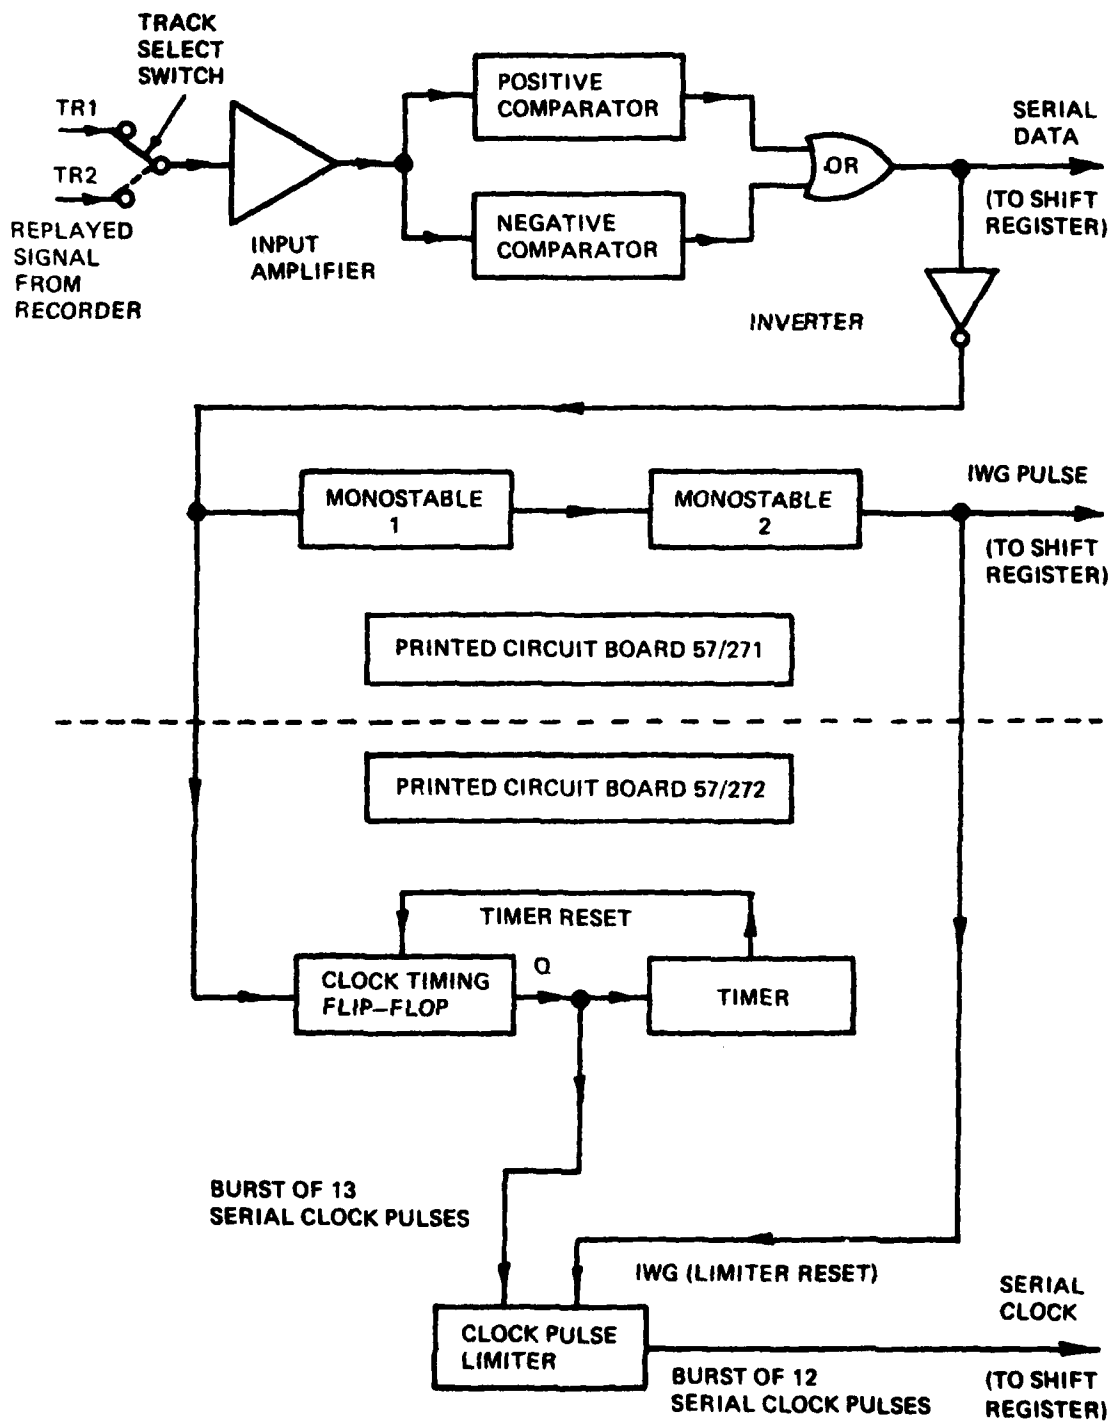 TRACK
SELECT
SWITCH
TR1
TR2
REPLAYED
SIGNAL
FROM
RECORDER
INPUT
AMPLIFIER
POSITIVE
COMPARATOR
NEGATIVE
COMPARATOR
OR
SERIAL
DATA
(TO SHIFT
REGISTER)
INVERTER
MONOSTABLE
1
MONOSTABLE
2
IWG PULSE
(TO SHIFT
REGISTER)
PRINTED CIRCUIT BOARD 57/271
PRINTED CIRCUIT BOARD 57/272
TIMER RESET
CLOCK TIMING
FLIP-FLOP
Q
TIMER
BURST OF 13
SERIAL CLOCK PULSES
IWG (LIMITER RESET)
CLOCK PULSE
LIMITER
SERIAL
CLOCK
BURST OF 12
SERIAL CLOCK PULSES
(TO SHIFT
REGISTER)